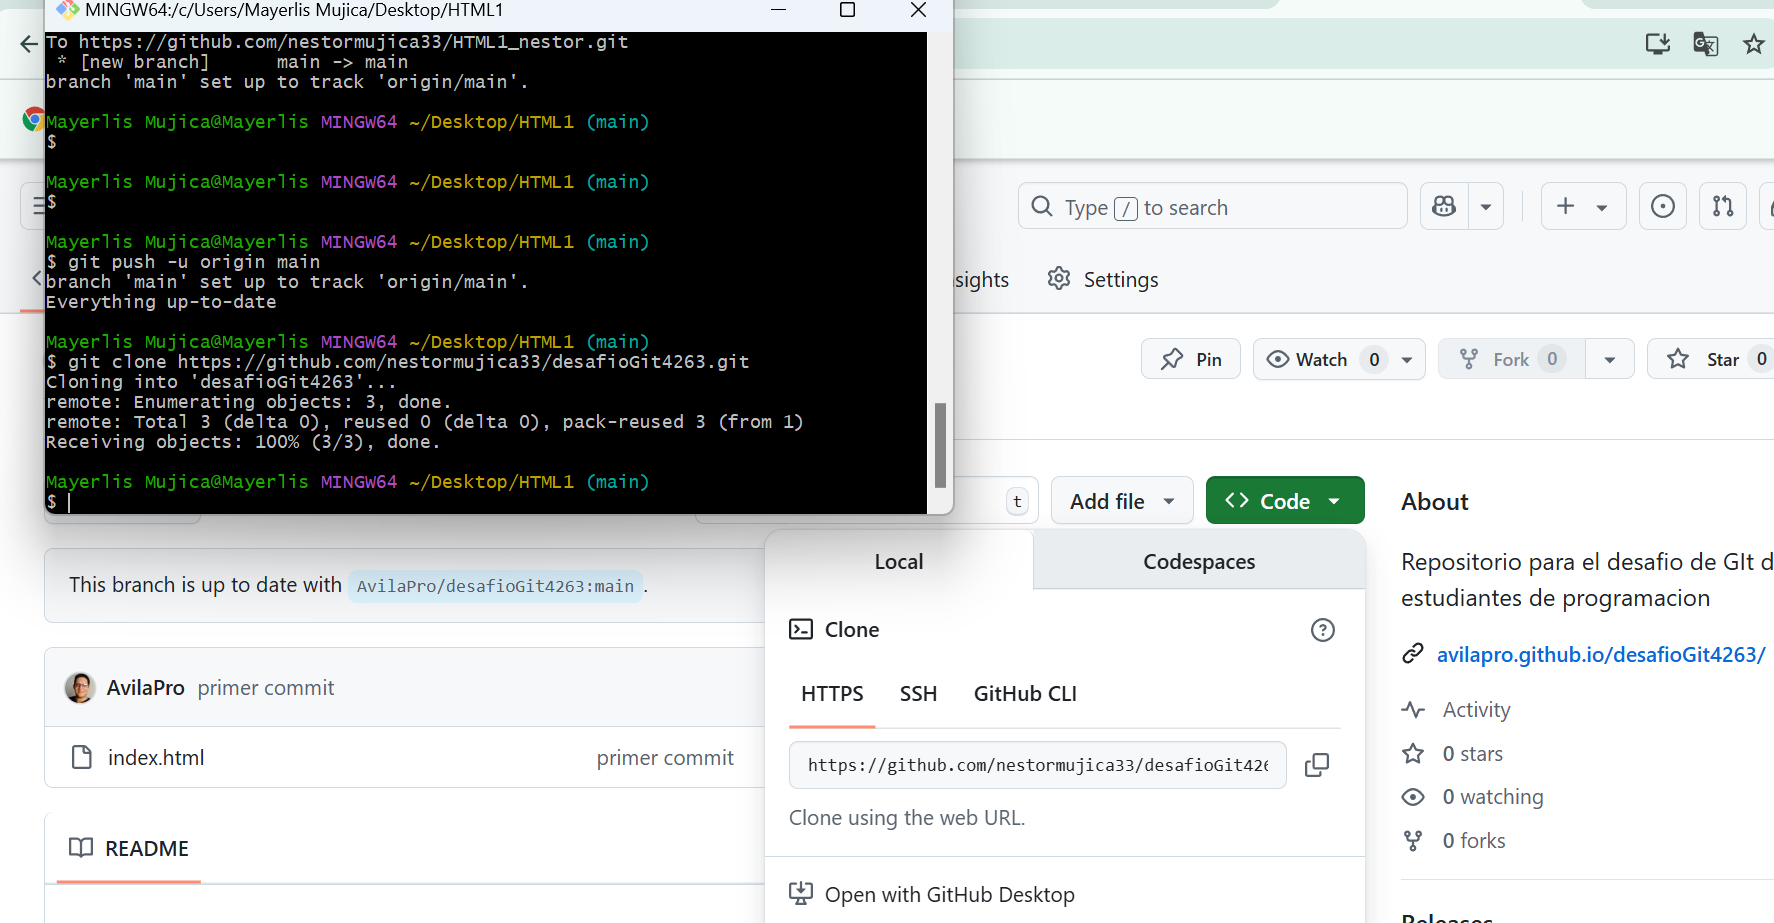 MINGW64:/c/Users/Mayerlis Mujica/Desktop/HTML1
To https://github.com/nestormujica33/HTML1_nestor.git
* [new branch]      main -> main
branch 'main' set up to track 'origin/main'.
Mayerlis Mujica@Mayerlis MINGW64 ~/Desktop/HTML1 (main)
$
Mayerlis Mujica@Mayerlis MINGW64 ~/Desktop/HTML1 (main)
$
Mayerlis Mujica@Mayerlis MINGW64 ~/Desktop/HTML1 (main)
$ git push -u origin main
branch 'main' set up to track 'origin/main'.
Everything up-to-date
Mayerlis Mujica@Mayerlis MINGW64 ~/Desktop/HTML1 (main)
$ git clone https://github.com/nestormujica33/desafioGit4263.git
Cloning into 'desafioGit4263'...
remote: Enumerating objects: 3, done.
remote: Total 3 (delta 0), reused 0 (delta 0), pack-reused 3 (from 1)
Receiving objects: 100% (3/3), done.
Mayerlis Mujica@Mayerlis MINGW64 ~/Desktop/HTML1 (main)
$
Type / to search
sights
Settings
Pin
Watch 0
Fork 0
Star 0
t
Add file
<> Code
Local
Codespaces
Clone
HTTPS
SSH
GitHub CLI
https://github.com/nestormujica33/desafioGit426
Clone using the web URL.
Open with GitHub Desktop
This branch is up to date with AvilaPro/desafioGit4263:main .
AvilaPro primer commit
index.html primer commit
README
About
Repositorio para el desafio de GIt d
estudiantes de programacion
avilapro.github.io/desafioGit4263/
Activity
0 stars
0 watching
0 forks
Releases